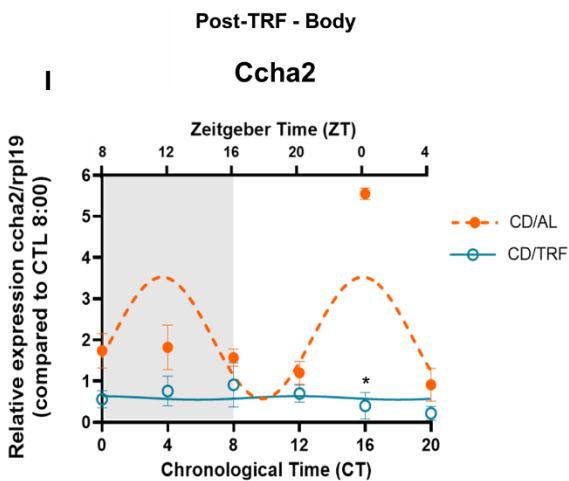 Post-TRF - Body
I
Ccha2
Zeitgeber Time (ZT)
8 12 16 20 0 4
Relative expression ccha2/rpl19
(compared to CTL 8:00)
6
5
4
3
2
1
0
*
0 4 8 12 16 20
Chronological Time (CT)
CD/AL
CD/TRF